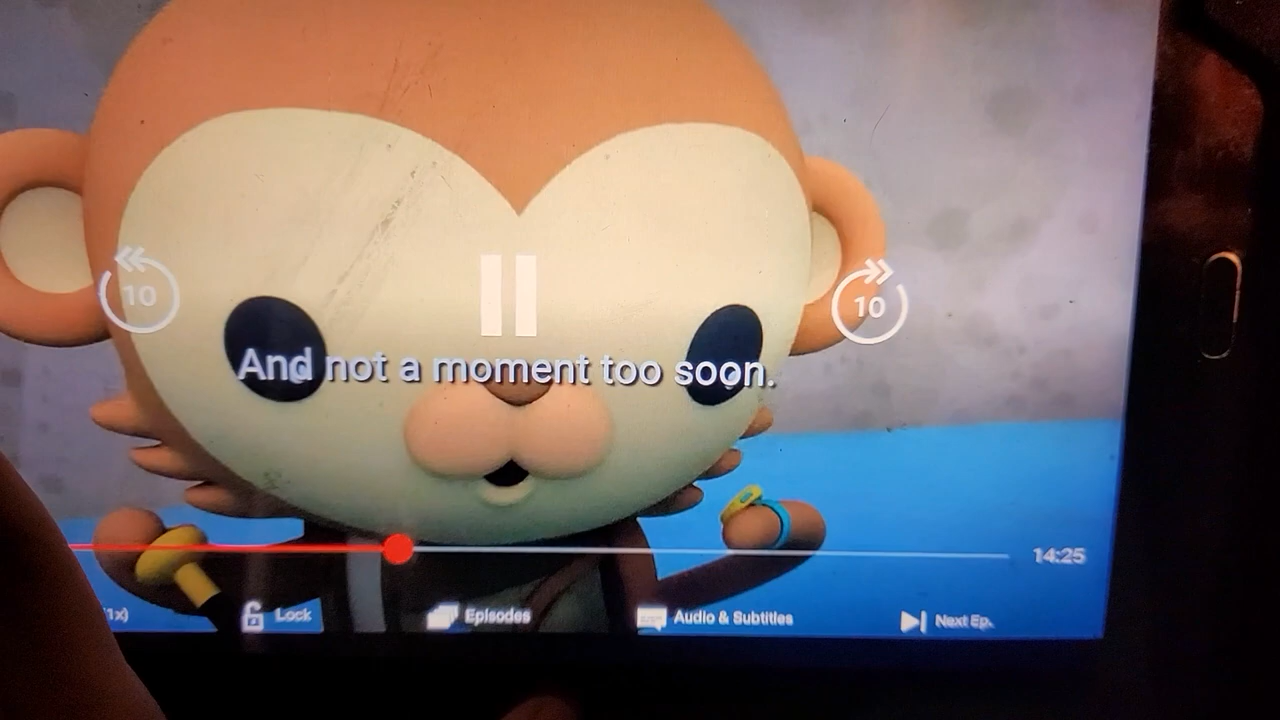 10
10
And not a moment too soon.
14:25
(1x)
Lock
Episodes
Audio & Subtitles
Next Ep.